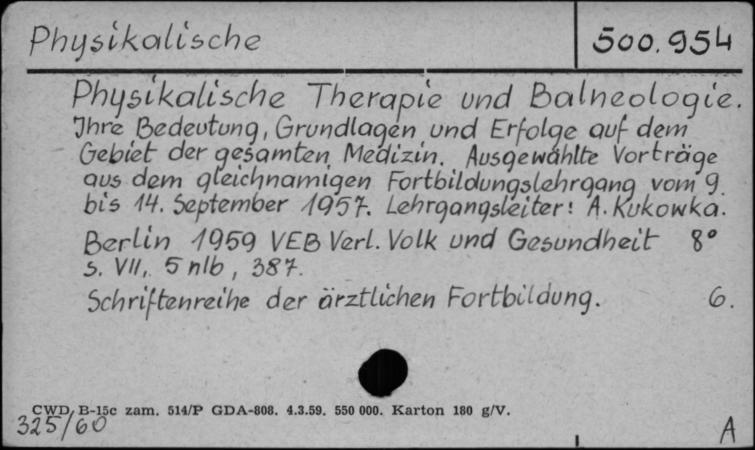 Physikalische 500.954
Physikalische Therapie und Balneologie.
Ihre Bedeutung, Grundlagen und Erfolge auf dem
Gebiet der gesamten Medizin. Ausgewählte Vorträge
aus dem gleichnamigen Fortbildungslehrgang vom 9.
bis 14. September 1957. Lehrgangsleiter: A. Kukowka.
Berlin 1959 VEB Verl. Volk und Gesundheit 8°
s. VII, 5 nlb, 387.
Schriftenreihe der ärztlichen Fortbildung. 6.
CWD, B-15c zam. 514/P GDA-808. 4.3.59. 550 000. Karton 180 g/V.
325/60 A